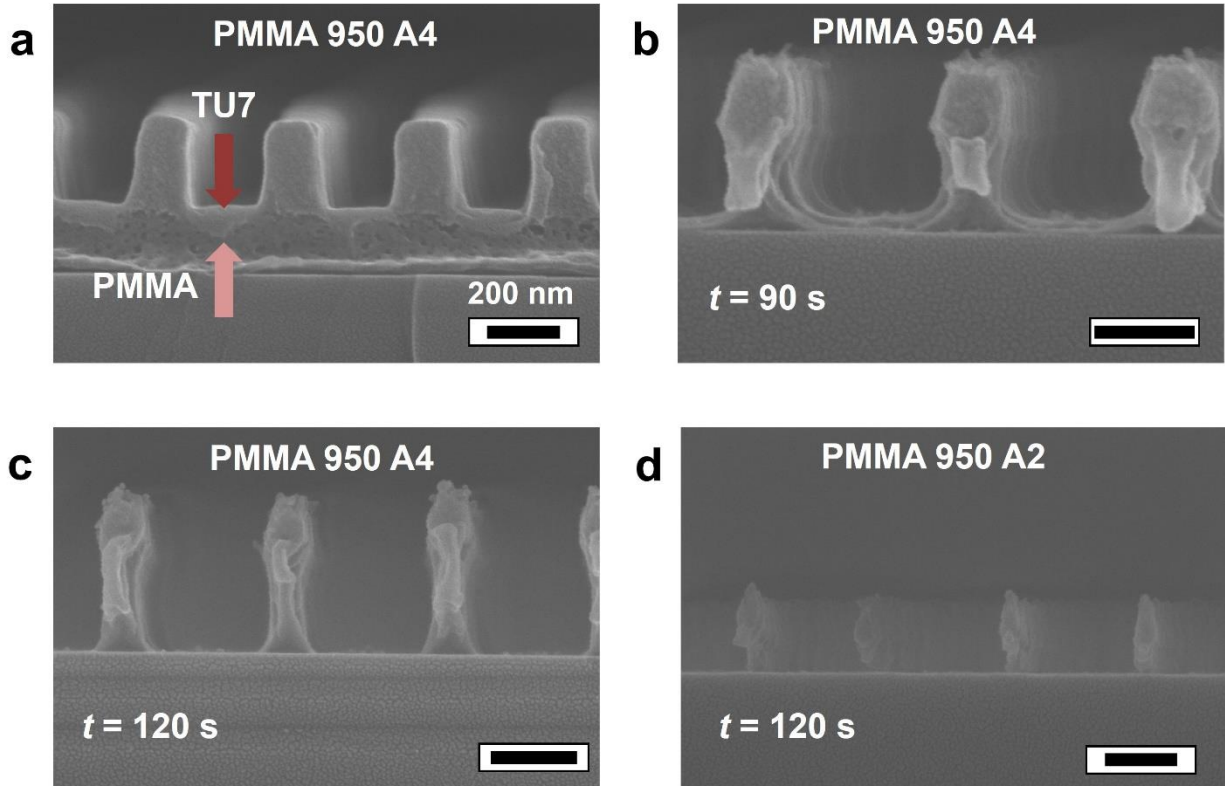 a
PMMA 950 A4
TU7
PMMA
200 nm
b
PMMA 950 A4
t = 90 s
c
PMMA 950 A4
t = 120 s
d
PMMA 950 A2
t = 120 s